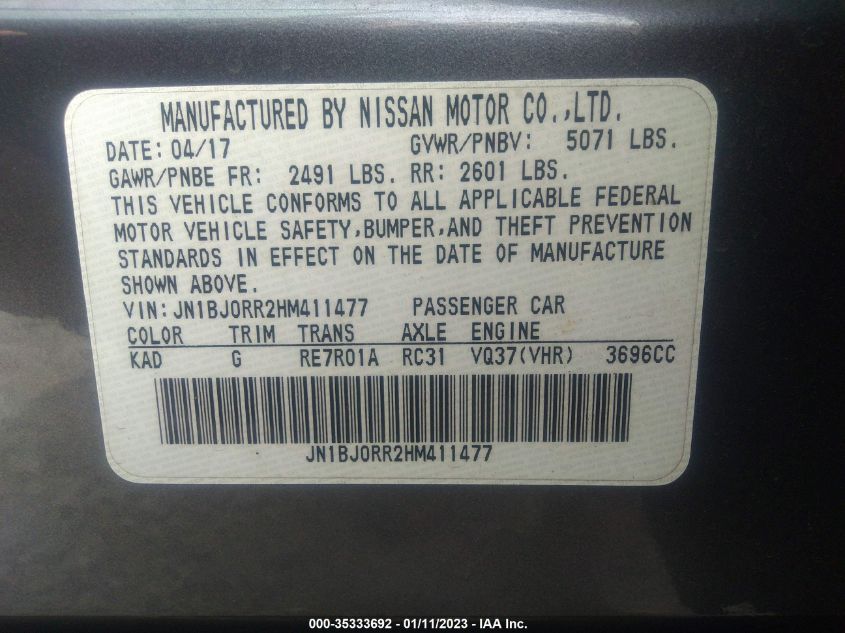 MANUFACTURED BY NISSAN MOTOR CO.,LTD.
DATE: 04/17 GVWR/PNBV: 5071 LBS.
GAWR/PNBE FR: 2491 LBS. RR: 2601 LBS.
THIS VEHICLE CONFORMS TO ALL APPLICABLE FEDERAL
MOTOR VEHICLE SAFETY,BUMPER,AND THEFT PREVENTION
STANDARDS IN EFFECT ON THE DATE OF MANUFACTURE
SHOWN ABOVE.
VIN: JN1BJ0RR2HM411477 PASSENGER CAR
COLOR TRIM TRANS AXLE ENGINE
KAD G RE7R01A RC31 VQ37(VHR) 3696CC
JN1BJ0RR2HM411477
000-35333692 - 01/11/2023 - IAA Inc.